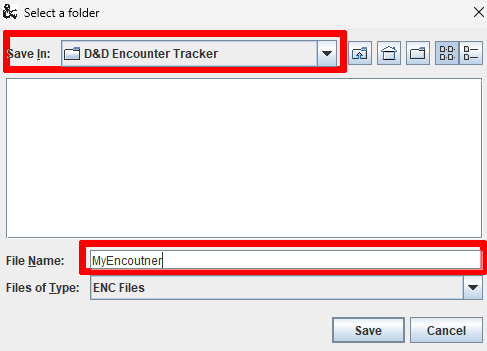 Select a folder
Save In: D&D Encounter Tracker
File Name: MyEncoutner
Files of Type: ENC Files
Save Cancel